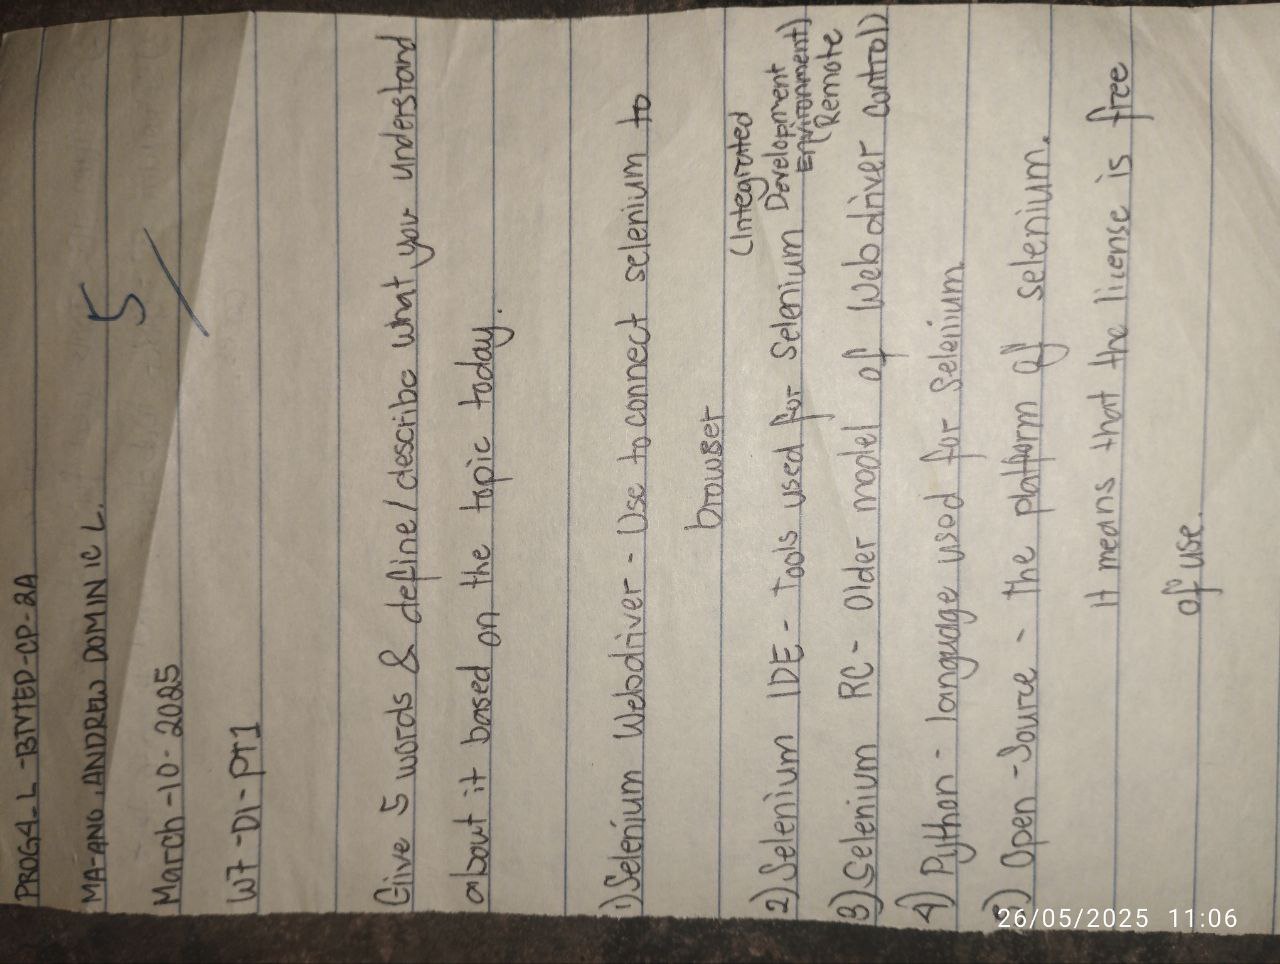 PROG4-L -BTVTED-CP-2A
MA-ANO, ANDREW DOMINIC L.
5
March -10- 2025
W7 -D1- PT1
Give 5 words & define/describe what you understand
about it based on the topic today.
1) Selenium Webdriver - Use to connect selenium to
browser
2) Selenium IDE - Tools used for Selenium (Integrated
Development
Environment)
3) Selenium RC - Older model of Webdriver (Remote
Control)
4) Python - language used for Selenium
5) Open -Source - the platform of selenium.
It means that the license is free
of use.
26/05/2025 11:06